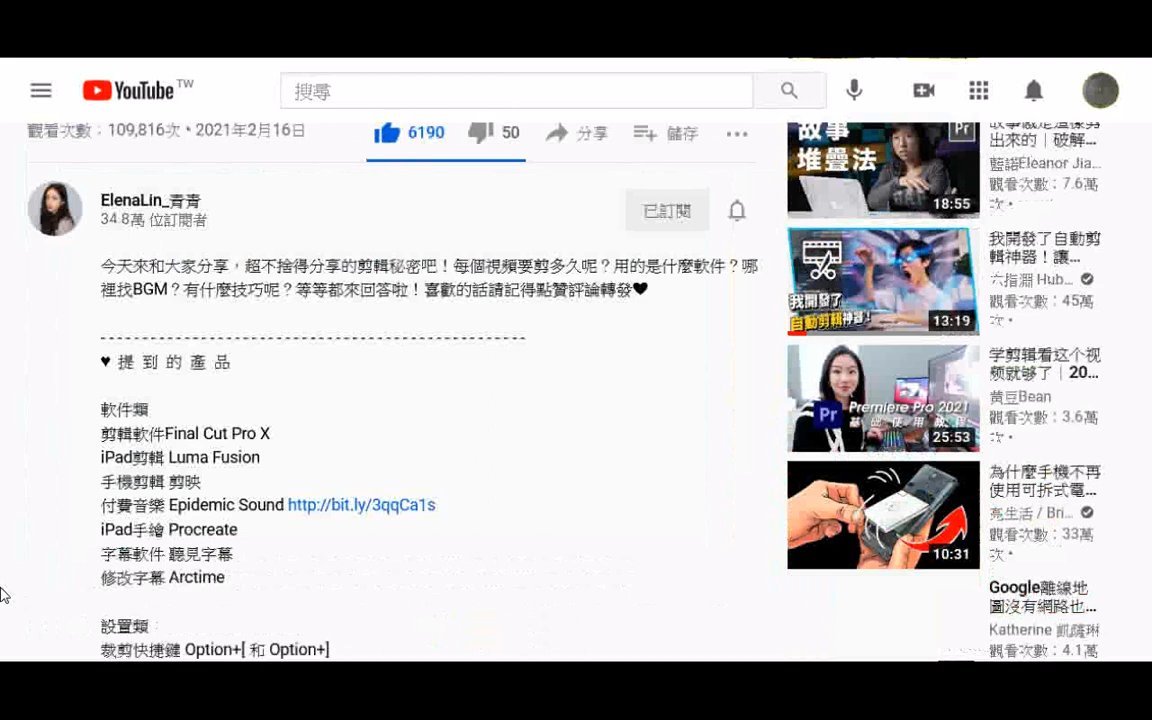 YouTube TW
搜尋
觀看次數：109,816次・2021年2月16日
6190
50
分享
儲存
ElenaLin_青青
34.8萬 位訂閱者
已訂閱
今天來和大家分享，超不捨得分享的剪輯秘密吧！每個視頻要剪多久呢？用的是什麼軟件？哪
裡找BGM？有什麼技巧呢？等等都來回答啦！喜歡的話請記得點贊評論轉發♥
---------------------------------------------------
♥ 提 到 的 產 品
軟件類
剪輯軟件Final Cut Pro X
iPad剪輯 Luma Fusion
手機剪輯 剪映
付費音樂 Epidemic Sound http://bit.ly/3qqCa1s
iPad手繪 Procreate
字幕軟件 聽見字幕
修改字幕 Arctime
設置類
裁剪快捷鍵 Option+[ 和 Option+]
故事
堆疊法
Pr
18:55
故事就是這樣剪
出來的｜破解...
藍諾Eleanor Jia...
觀看次數：7.6萬
次・
我開發了
自動剪輯神器！
13:19
我開發了自動剪
輯神器！讓...
六指淵 Hub...
觀看次數：45萬
次・
Pr
Premiere Pro 2021
基 础 使 用 教 程
25:53
学剪辑看这个视
频就够了｜20...
黄豆Bean
觀看次數：3.6萬
次・
10:31
為什麼手機不再
使用可拆式電...
亮生活 / Bri...
觀看次數：33萬
次・
Google離線地
圖沒有網路也...
Katherine 凱薩琳
觀看次數：4.1萬